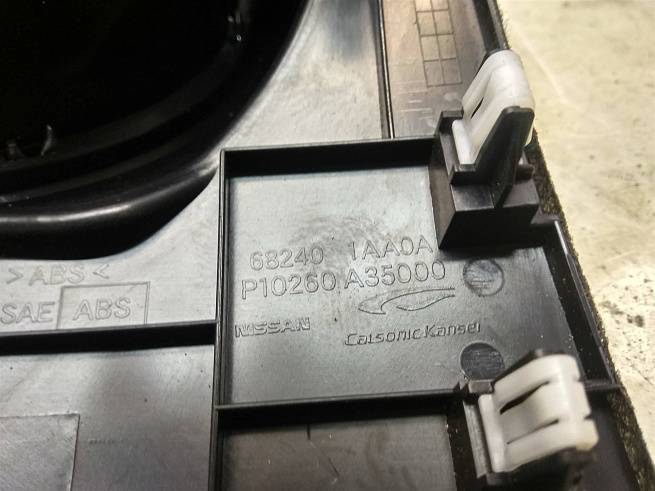 68240 1AA0A
P10260 A35000
>ABS<
SAE ABS
NISSAN CalsonicKansei